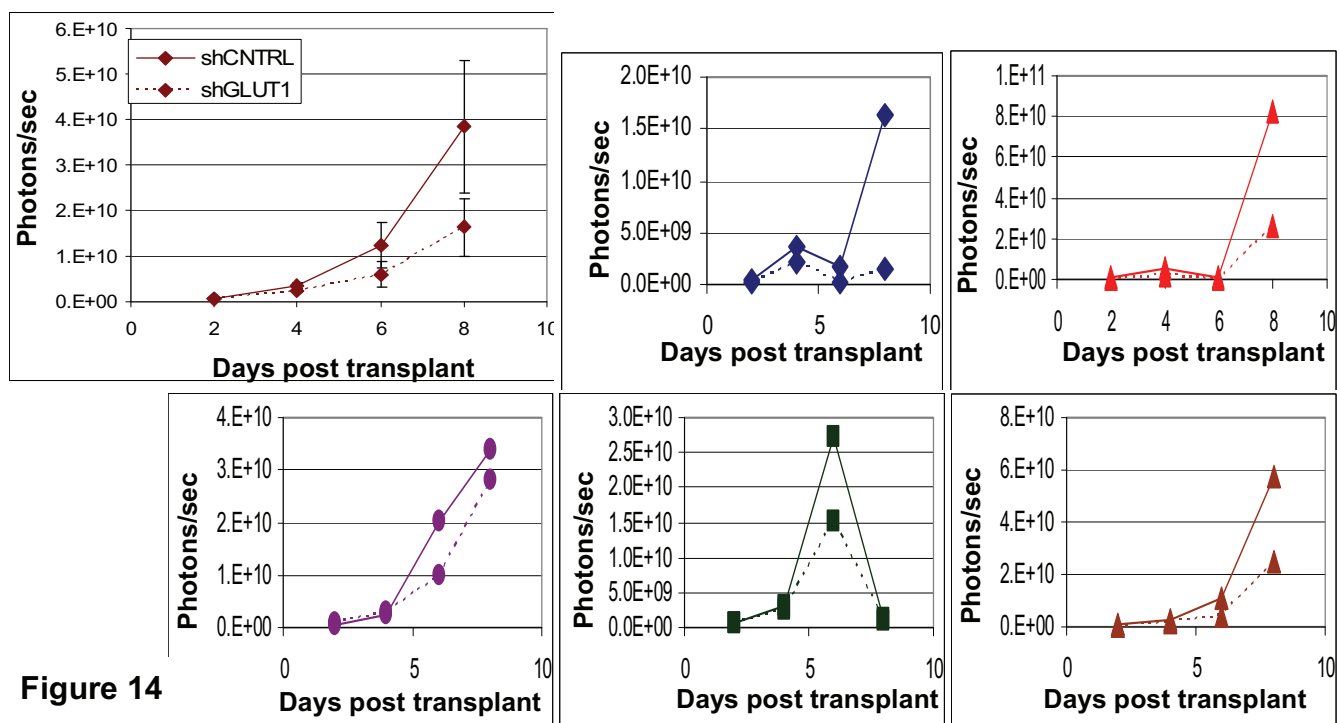 6.E+10
5.E+10
4.E+10
3.E+10
2.E+10
1.E+10
0.E+00
shCNTRL
shGLUT1
Photons/sec
0 2 4 6 8 10
Days post transplant
2.0E+10
1.5E+10
1.0E+10
5.0E+09
0.E+00
Photons/sec
0 5 10
Days post transplant
1.E+11
8.E+10
6.E+10
4.E+10
2.E+10
0.E+00
Photons/sec
0 2 4 6 8 10
Days post transplant
4.E+10
3.E+10
2.E+10
1.E+10
0.E+00
Photons/sec
0 5 10
Days post transplant
3.0E+10
2.5E+10
2.0E+10
1.5E+10
1.0E+10
5.0E+09
0.E+00
Photons/sec
0 5 10
Days post transplant
8.E+10
6.E+10
4.E+10
2.E+10
0.E+00
Photons/sec
0 5 10
Days post transplant
Figure 14